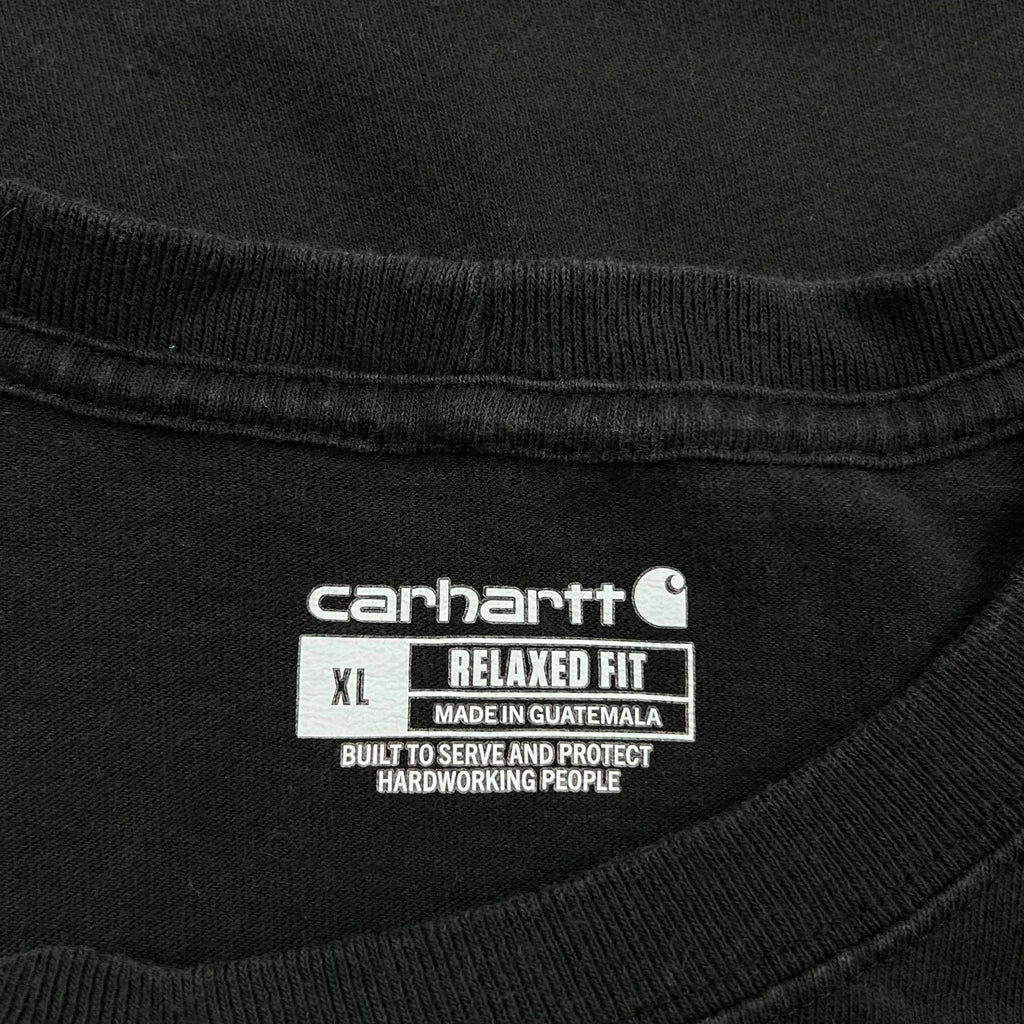 carhartt
XL
RELAXED FIT
MADE IN GUATEMALA
BUILT TO SERVE AND PROTECT
HARDWORKING PEOPLE